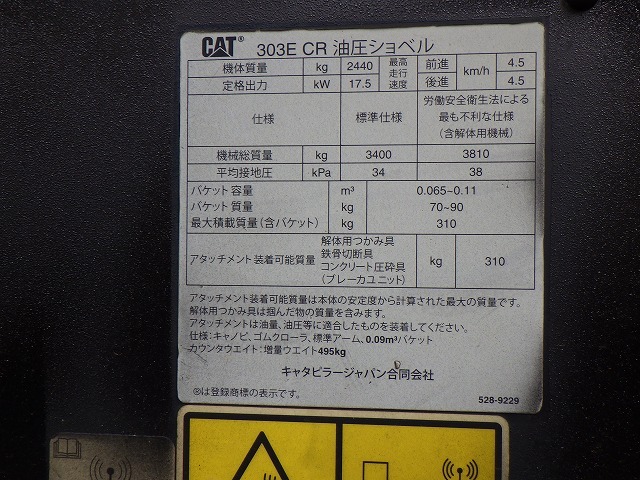 CAT® 303E CR 油圧ショベル
機体質量 kg 2440 最高走行速度 前進 km/h 4.5
定格出力 kW 17.5 後進 4.5
仕様 標準仕様 労働安全衛生法による最も不利な仕様(含解体用機械)
機械総質量 kg 3400 3810
平均接地圧 kPa 34 38
バケット 容量 m³ 0.065~0.11
バケット 質量 kg 70~90
最大積載質量(含バケット) kg 310
アタッチメント 装着可能質量 解体用つかみ具 鉄骨切断具 コンクリート圧砕具 (ブレーカユニット) kg 310
アタッチメント装着可能質量は本体の安定度から計算された最大の質量です。
解体用つかみ具は掴んだ物の質量を含みます。
アタッチメントは油量、油圧等に適合したものを装着してください。
仕様:キャノピ、ゴムクローラ、標準アーム、0.09m³バケット
カウンタウエイト:増量ウエイト495kg
キャタピラージャパン合同会社
®は登録商標の表示です。
528-9229